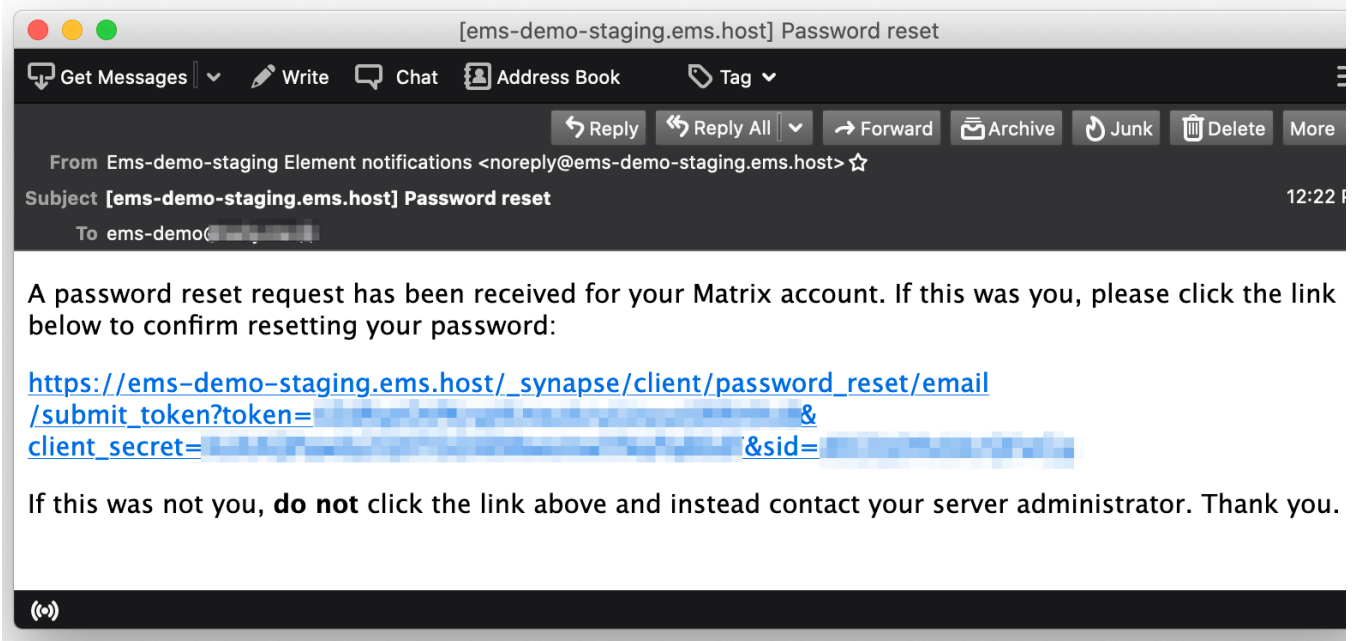 [ems-demo-staging.ems.host] Password reset
Get Messages Write Chat Address Book Tag
Reply Reply All Forward Archive Junk Delete More
From Ems-demo-staging Element notifications <noreply@ems-demo-staging.ems.host>
Subject [ems-demo-staging.ems.host] Password reset 12:22
To ems-demo@
A password reset request has been received for your Matrix account. If this was you, please click the link
below to confirm resetting your password:
https://ems-demo-staging.ems.host/_synapse/client/password_reset/email
/submit_token?token= &
client_secret= &sid=
If this was not you, do not click the link above and instead contact your server administrator. Thank you.